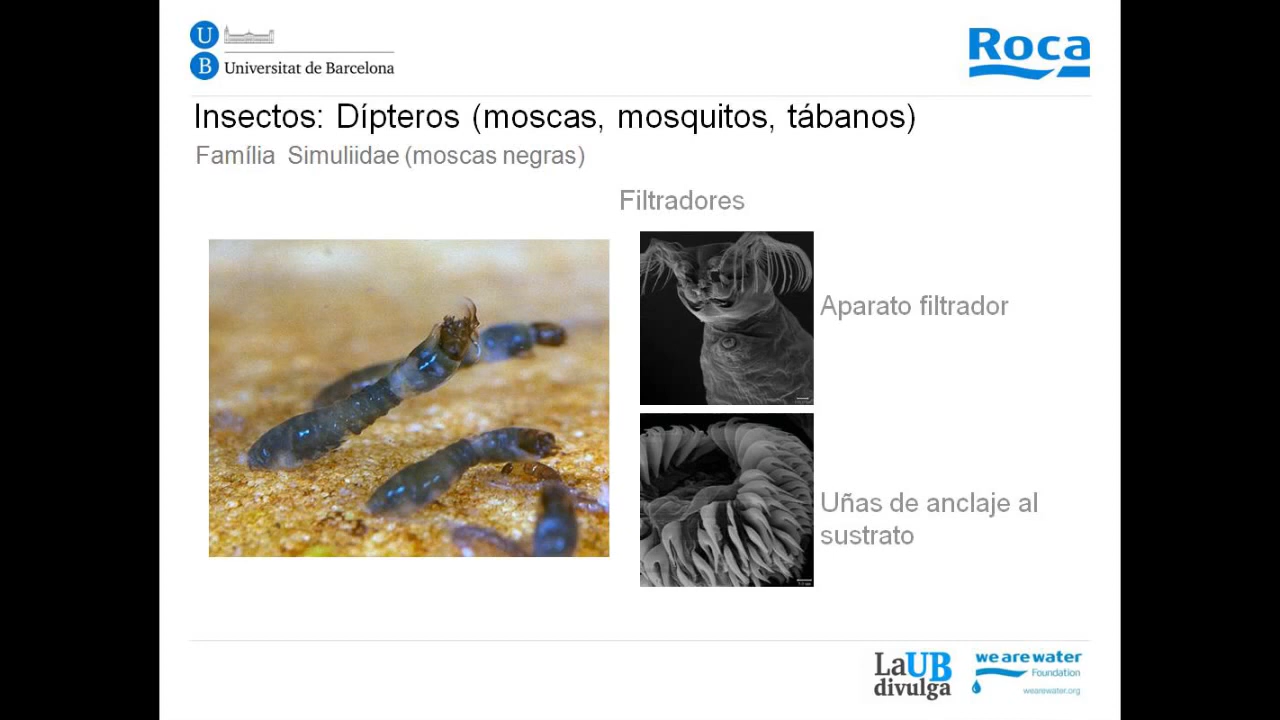 U
B
Universitat de Barcelona
Roca
Insectos: Dípteros (moscas, mosquitos, tábanos)
Família Simuliidae (moscas negras)
Filtradores
Aparato filtrador
Uñas de anclaje al
sustrato
LaUB
divulga
we are water
Foundation
wearewater.org